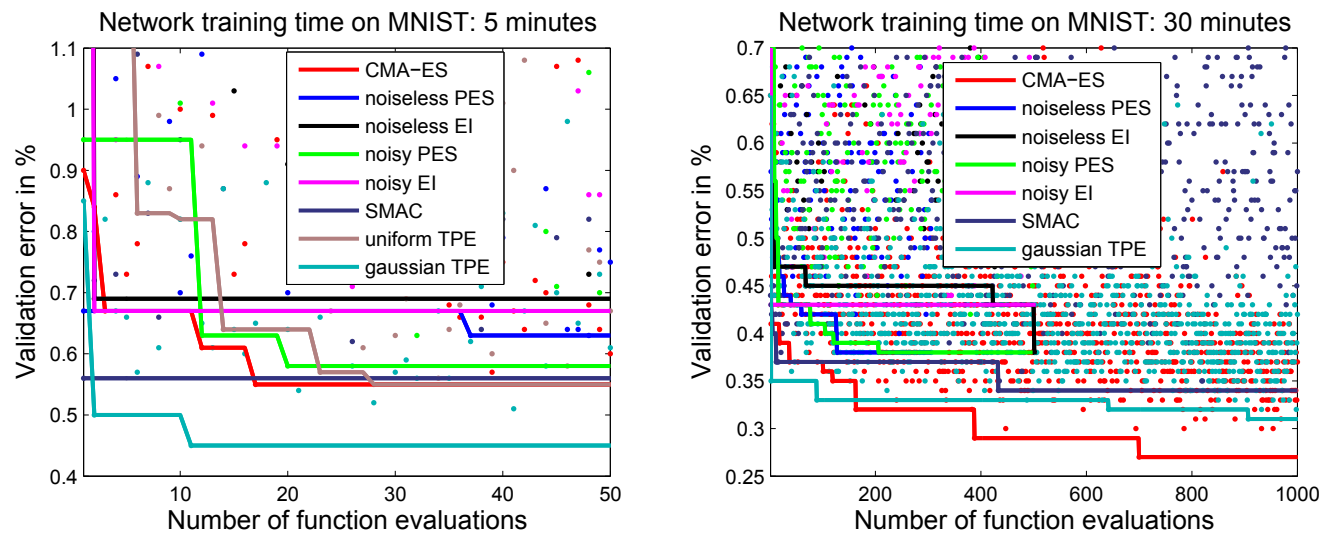 Network training time on MNIST: 5 minutes
1.1
1
0.9
0.8
0.7
0.6
0.5
0.4
Validation error in %
CMA−ES
noiseless PES
noiseless EI
noisy PES
noisy EI
SMAC
uniform TPE
gaussian TPE
10
20
30
40
50
Number of function evaluations
Network training time on MNIST: 30 minutes
0.7
0.65
0.6
0.55
0.5
0.45
0.4
0.35
0.3
0.25
Validation error in %
CMA−ES
noiseless PES
noiseless EI
noisy PES
noisy EI
SMAC
gaussian TPE
200
400
600
800
1000
Number of function evaluations